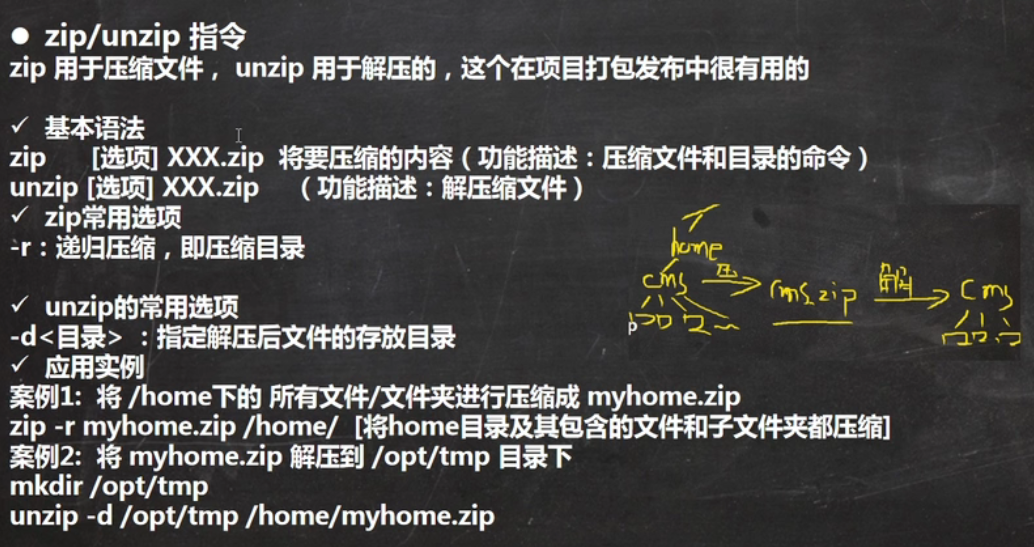 ● zip/unzip 指令
zip 用于压缩文件， unzip 用于解压的，这个在项目打包发布中很有用的
✓ 基本语法
zip [选项] XXX.zip 将要压缩的内容（功能描述：压缩文件和目录的命令）
unzip [选项] XXX.zip （功能描述：解压缩文件）
✓ zip常用选项
-r：递归压缩，即压缩目录
✓ unzip的常用选项
-d<目录> ：指定解压后文件的存放目录
✓ 应用实例
案例1: 将 /home下的 所有文件/文件夹进行压缩成 myhome.zip
zip -r myhome.zip /home/ [将home目录及其包含的文件和子文件夹都压缩]
案例2: 将 myhome.zip 解压到 /opt/tmp 目录下
mkdir /opt/tmp
unzip -d /opt/tmp /home/myhome.zip
/
home
cms 压 cms.zip 解 cms
p